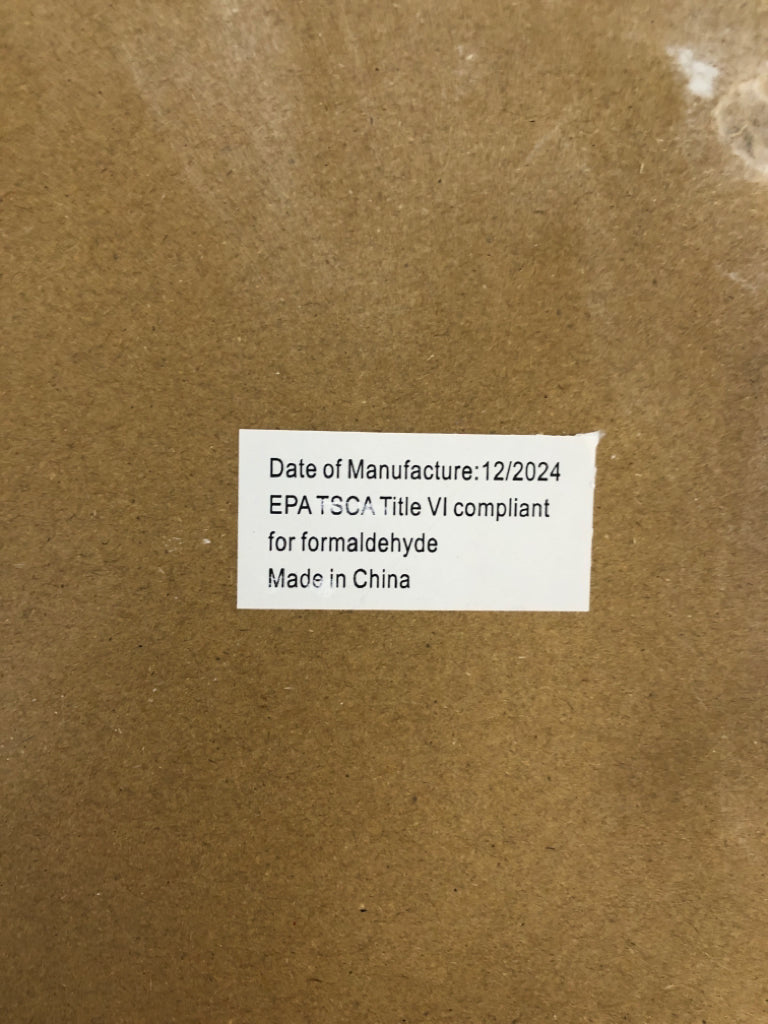 Date of Manufacture:12/2024
EPA TSCA Title VI compliant
for formaldehyde
Made in China